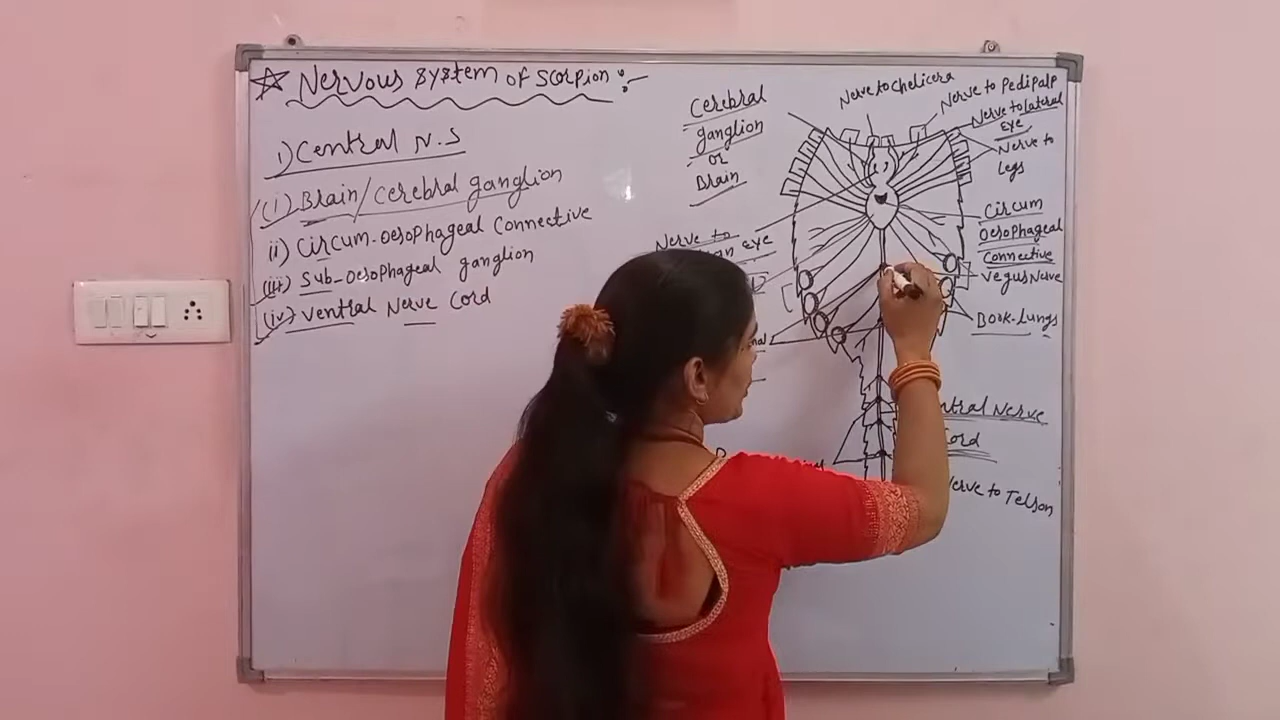 Nervous System of Scorpion :-
1) Central N.S
(i) Brain/cerebral ganglion
(ii) Circum-oesophageal Connective
(iii) Sub-oesophageal ganglion
(iv) Ventral Nerve Cord
Cerebral
ganglion
or
Brain
Nerve to chelicera
Nerve to Pedipalp
Nerve to lateral
Eye
Nerve to
legs
Nerve to
eye
Circum
Oesophageal
Connective
Vegus Nerve
Book-lungs
Nerve
Cord
Nerve to Telson